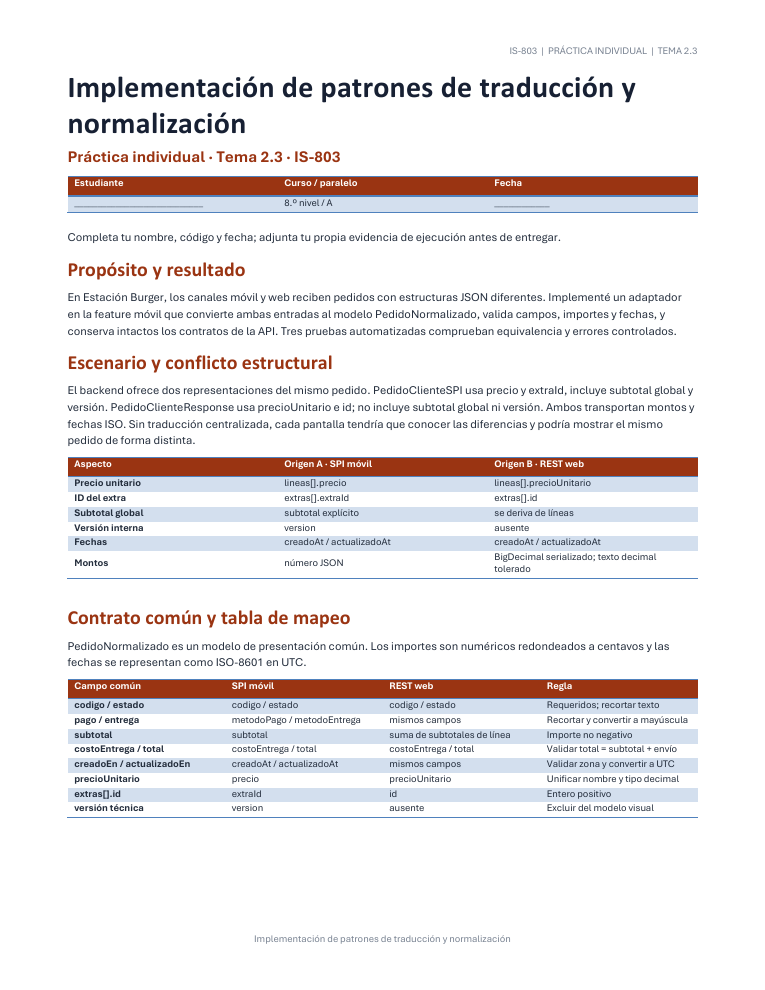 IS-803 | PRÁCTICA INDIVIDUAL | TEMA 2.3
Implementación de patrones de traducción y
normalización
Práctica individual · Tema 2.3 · IS-803
Estudiante Curso / paralelo Fecha
____________________________ 8.º nivel / A ____________
Completa tu nombre, código y fecha; adjunta tu propia evidencia de ejecución antes de entregar.
Propósito y resultado
En Estación Burger, los canales móvil y web reciben pedidos con estructuras JSON diferentes. Implementé un adaptador
en la feature móvil que convierte ambas entradas al modelo PedidoNormalizado, valida campos, importes y fechas, y
conserva intactos los contratos de la API. Tres pruebas automatizadas comprueban equivalencia y errores controlados.
Escenario y conflicto estructural
El backend ofrece dos representaciones del mismo pedido. PedidoClienteSPI usa precio y extraId, incluye subtotal global y
versión. PedidoClienteResponse usa precioUnitario e id; no incluye subtotal global ni versión. Ambos transportan montos y
fechas ISO. Sin traducción centralizada, cada pantalla tendría que conocer las diferencias y podría mostrar el mismo
pedido de forma distinta.
Aspecto Origen A · SPI móvil Origen B · REST web
Precio unitario lineas[].precio lineas[].precioUnitario
ID del extra extras[].extraId extras[].id
Subtotal global subtotal explícito se deriva de líneas
Versión interna version ausente
Fechas creadoAt / actualizadoAt creadoAt / actualizadoAt
Montos número JSON BigDecimal serializado; texto decimal
tolerado
Contrato común y tabla de mapeo
PedidoNormalizado es un modelo de presentación común. Los importes son numéricos redondeados a centavos y las
fechas se representan como ISO-8601 en UTC.
Campo común SPI móvil REST web Regla
codigo / estado codigo / estado codigo / estado Requeridos; recortar texto
pago / entrega metodoPago / metodoEntrega mismos campos Recortar y convertir a mayúscula
subtotal subtotal suma de subtotales de línea Importe no negativo
costoEntrega / total costoEntrega / total costoEntrega / total Validar total = subtotal + envío
creadoEn / actualizadoEn creadoAt / actualizadoAt mismos campos Validar zona y convertir a UTC
precioUnitario precio precioUnitario Unificar nombre y tipo decimal
extras[].id extraId id Entero positivo
versión técnica version ausente Excluir del modelo visual
Implementación de patrones de traducción y normalización